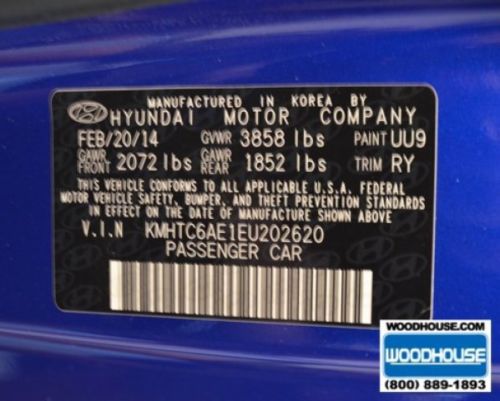 MANUFACTURED IN KOREA BY
HYUNDAI MOTOR COMPANY
FEB/20/14 GVWR 3858 lbs PAINT UU9
GAWR FRONT 2072 lbs GAWR REAR 1852 lbs TRIM RY
THIS VEHICLE CONFORMS TO ALL APPLICABLE U.S.A. FEDERAL
MOTOR VEHICLE SAFETY, BUMPER, AND THEFT PREVENTION STANDARDS
IN EFFECT ON THE DATE OF MANUFACTURE SHOWN ABOVE
V.I.N KMHTC6AE1EU202620
PASSENGER CAR
WOODHOUSE.COM
WOODHOUSE
(800) 889-1893